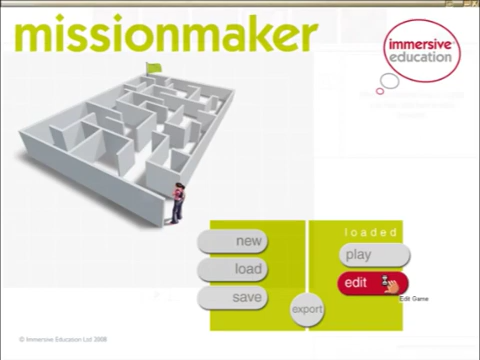 missionmaker
immersive
education
loaded
new
play
load
edit
save
export
Edit Game
© Immersive Education Ltd 2008